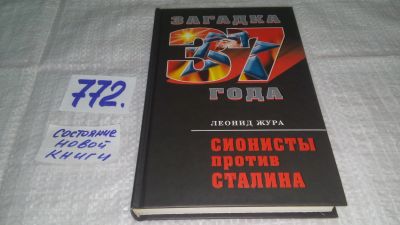 ЗАГАДКА
37
ГОДА
ЛЕОНИД ЖУРА
СИОНИСТЫ
ПРОТИВ
СТАЛИНА
772.
СОСТОЯНИЕ
НОВОЙ
КНИГИ